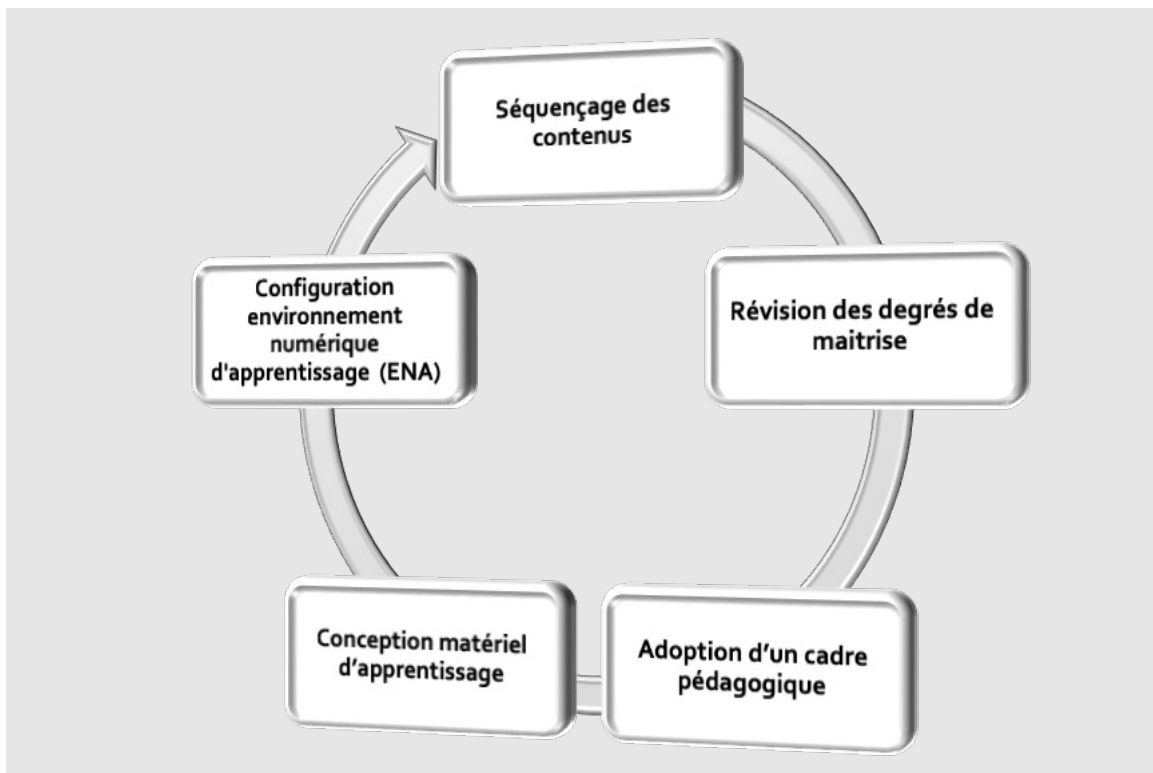 Séquençage des
contenus
Révision des degrés de
maitrise
Adoption d’un cadre
pédagogique
Conception matériel
d’apprentissage
Configuration
environnement
numérique
d'apprentissage (ENA)